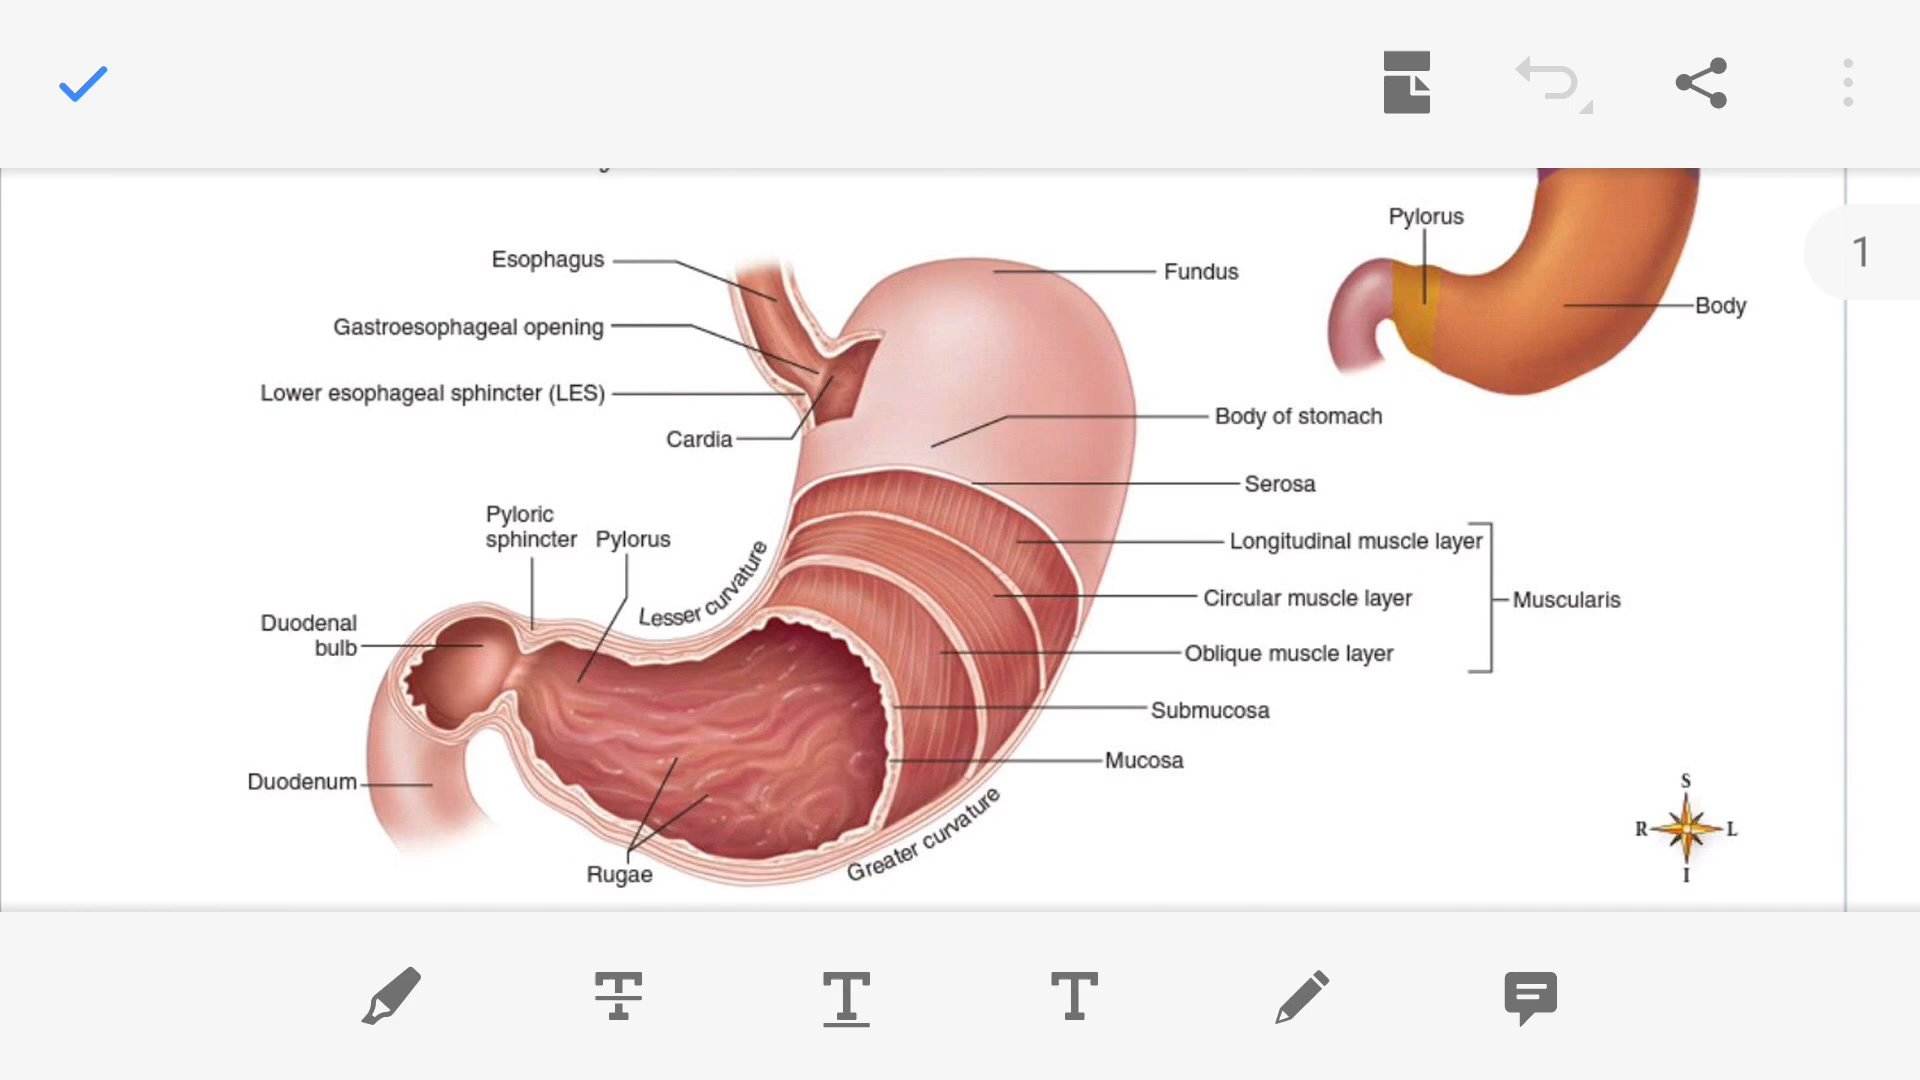 Pylorus
1
Esophagus
Fundus
Body
Gastroesophageal opening
Lower esophageal sphincter (LES)
Body of stomach
Cardia
Serosa
Pyloric
sphincter
Pylorus
Longitudinal muscle layer
Lesser curvature
Circular muscle layer
Muscularis
Duodenal
bulb
Oblique muscle layer
Submucosa
Mucosa
Duodenum
Greater curvature
Rugae
S
R
L
I